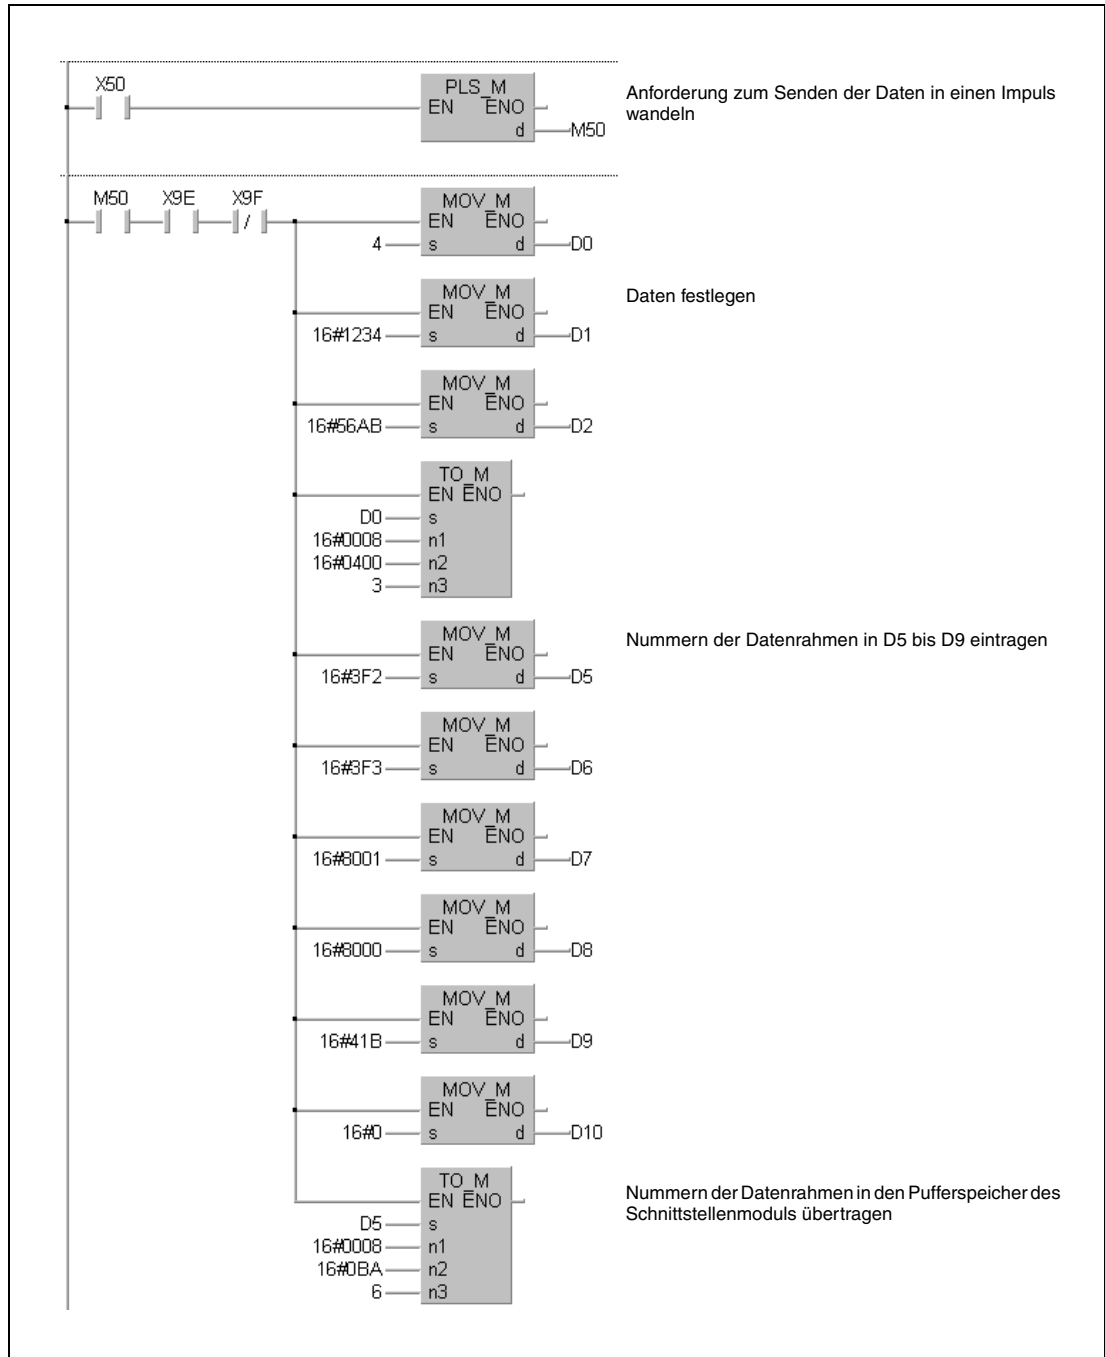 X50
PLS_M
EN ENO
d M50
Anforderung zum Senden der Daten in einen Impuls
wandeln
M50 X9E X9F
MOV_M
EN ENO
4 s d D0
MOV_M
EN ENO
16#1234 s d D1
Daten festlegen
MOV_M
EN ENO
16#56AB s d D2
TO_M
EN ENO
D0 s
16#0008 n1
16#0400 n2
3 n3
MOV_M
EN ENO
16#3F2 s d D5
Nummern der Datenrahmen in D5 bis D9 eintragen
MOV_M
EN ENO
16#3F3 s d D6
MOV_M
EN ENO
16#8001 s d D7
MOV_M
EN ENO
16#8000 s d D8
MOV_M
EN ENO
16#41B s d D9
MOV_M
EN ENO
16#0 s d D10
TO_M
EN ENO
D5 s
16#0008 n1
16#0BA n2
6 n3
Nummern der Datenrahmen in den Pufferspeicher des
Schnittstellenmoduls übertragen